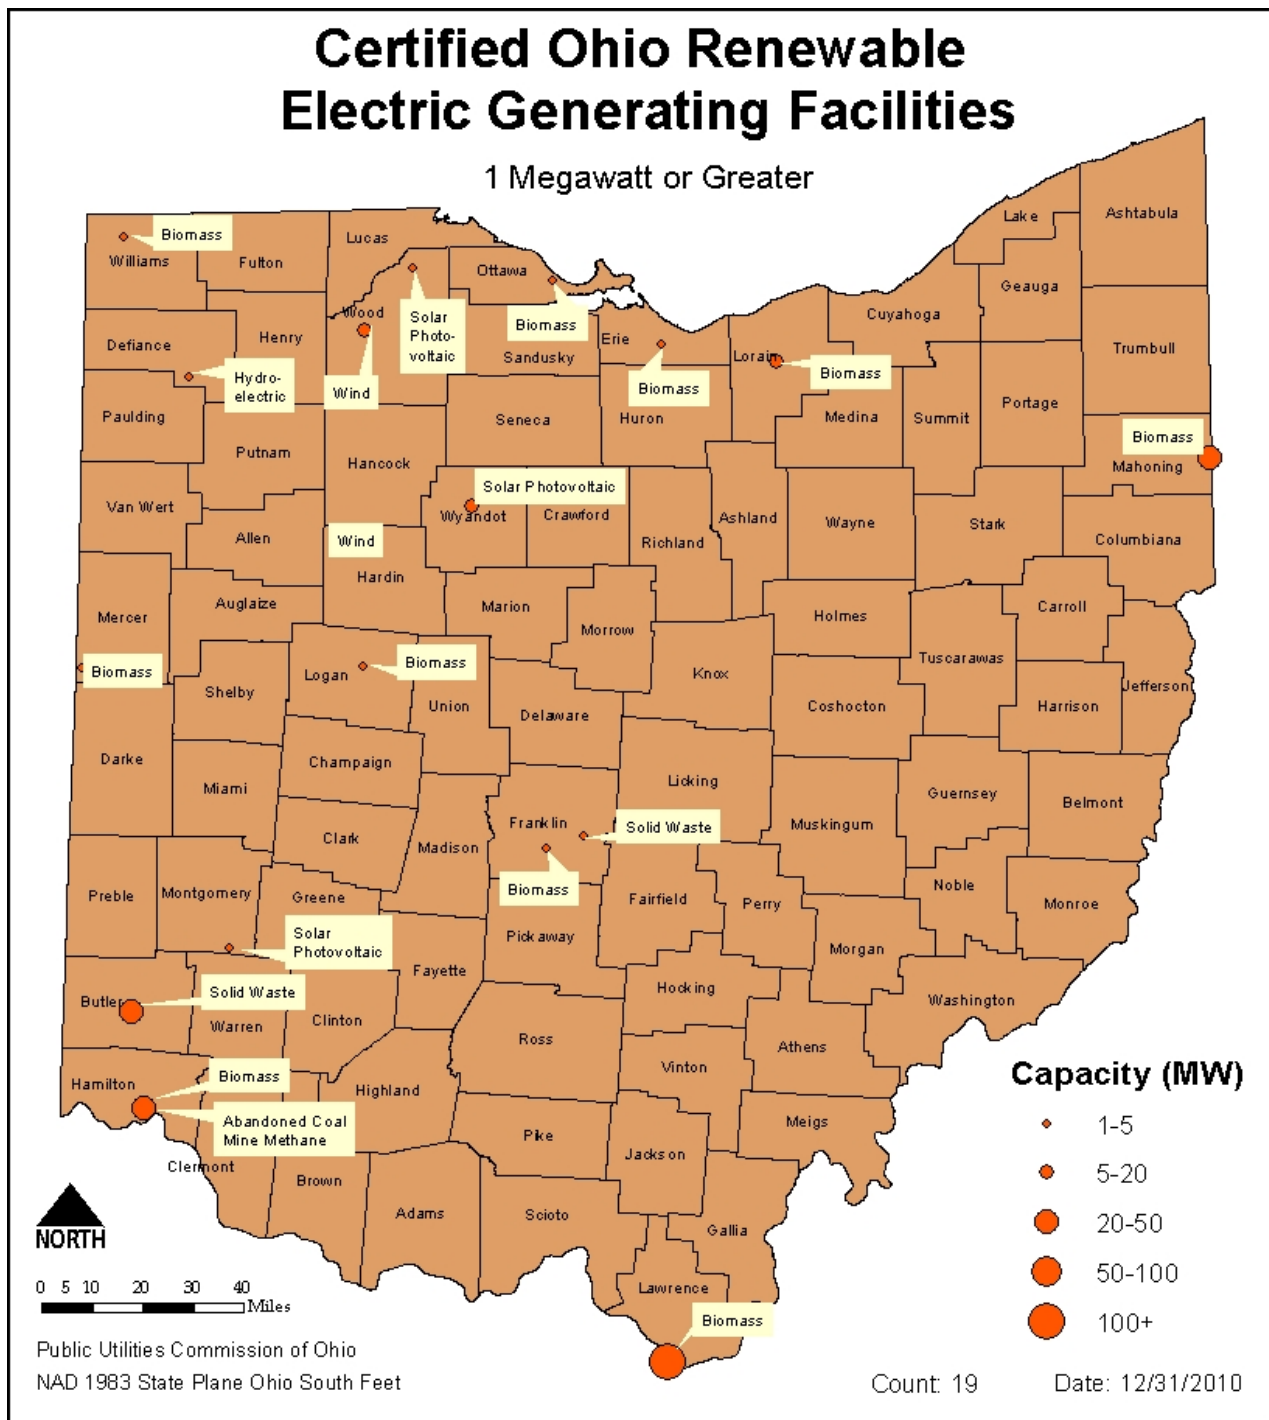 Certified Ohio Renewable
Electric Generating Facilities
1 Megawatt or Greater
Lake
Ashtabula
Biomass
Williams
Fulton
Lucas
Ottawa
Geauga
Wood
Solar
Photo-
voltaic
Biomass
Cuyahoga
Defiance
Henry
Sandusky
Erie
Lorain
Trumbull
Hydro-
electric
Wind
Biomass
Biomass
Paulding
Seneca
Huron
Medina
Summit
Portage
Biomass
Mahoning
Putnam
Hancock
Solar Photovoltaic
Van Wert
Wyandot
Crawford
Ashland
Wayne
Stark
Allen
Wind
Richland
Columbiana
Hardin
Mercer
Auglaize
Marion
Morrow
Holmes
Carroll
Biomass
Logan
Biomass
Knox
Tuscarawas
Shelby
Union
Delaware
Coshocton
Harrison
Jefferson
Darke
Champaign
Miami
Licking
Guernsey
Belmont
Clark
Madison
Franklin
Solid Waste
Muskingum
Biomass
Preble
Montgomery
Greene
Fairfield
Perry
Noble
Monroe
Solar
Photovoltaic
Pickaway
Morgan
Fayette
Butler
Solid Waste
Hocking
Washington
Warren
Clinton
Ross
Athens
Hamilton
Biomass
Highland
Vinton
Abandoned Coal
Mine Methane
Pike
Meigs
Clermont
Jackson
Brown
Adams
Scioto
Gallia
Lawrence
Biomass
Capacity (MW)
1-5
5-20
20-50
50-100
100+
NORTH
0 5 10 20 30 40
Miles
Public Utilities Commission of Ohio
NAD 1983 State Plane Ohio South Feet
Count: 19
Date: 12/31/2010